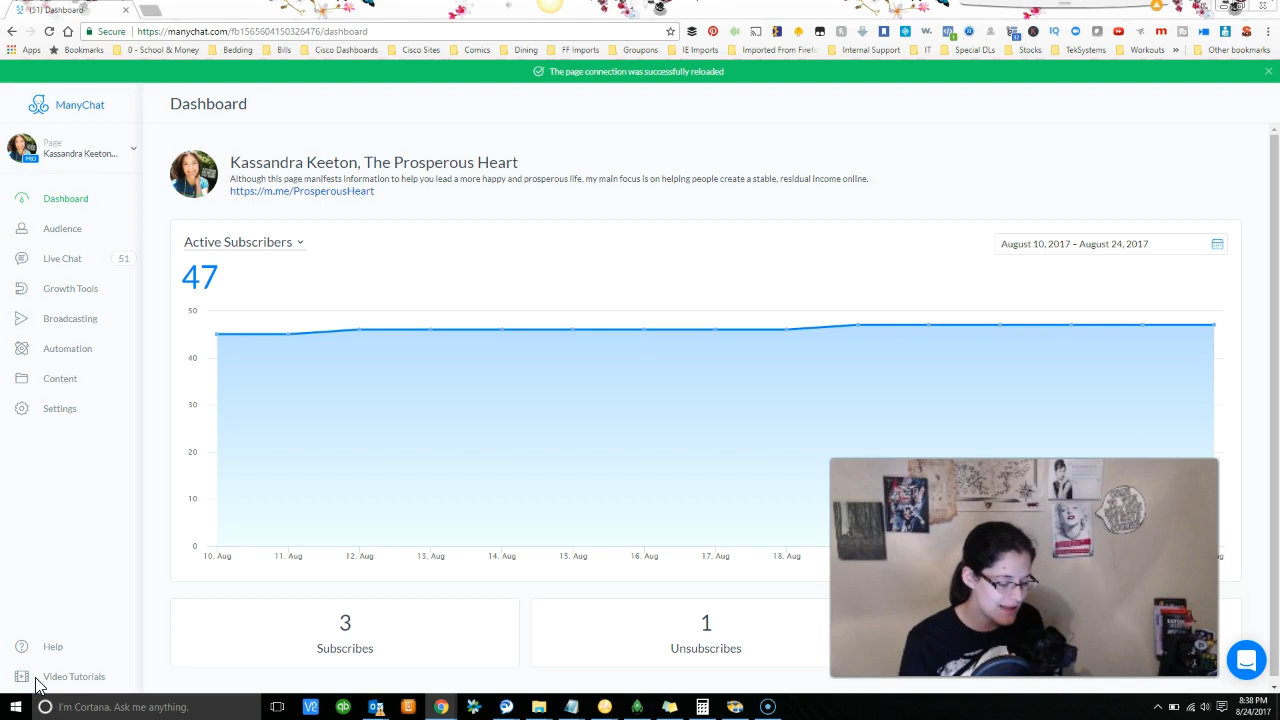 (51) Dashboard
Secure
https://manychat.com/fb1565604150326476/dashboard
Apps
Bookmarks
0 - School & Money
Bedding
Bills
Cisco Dashboards
Cisco Sites
Comics
Dining
FF Imports
Groupons
IE Imports
Imported From Firefo
Internal Support
IT
Special DLs
Stocks
TekSystems
Workouts
»
Other bookmarks
The page connection was successfully reloaded
ManyChat
Dashboard
Page
Kassandra Keeton...
PRO
Kassandra Keeton, The Prosperous Heart
Although this page manifests information to help you lead a more happy and prosperous life, my main focus is on helping people create a stable, residual income online.
https://m.me/ProsperousHeart
Dashboard
Audience
Live Chat
51
Growth Tools
Broadcasting
Automation
Content
Settings
Active Subscribers
August 10, 2017 – August 24, 2017
47
50
40
30
20
10
0
10. Aug
11. Aug
12. Aug
13. Aug
14. Aug
15. Aug
16. Aug
17. Aug
18. Aug
3
Subscribes
1
Unsubscribes
Help
Video Tutorials
I'm Cortana. Ask me anything.
8:38 PM
8/24/2017